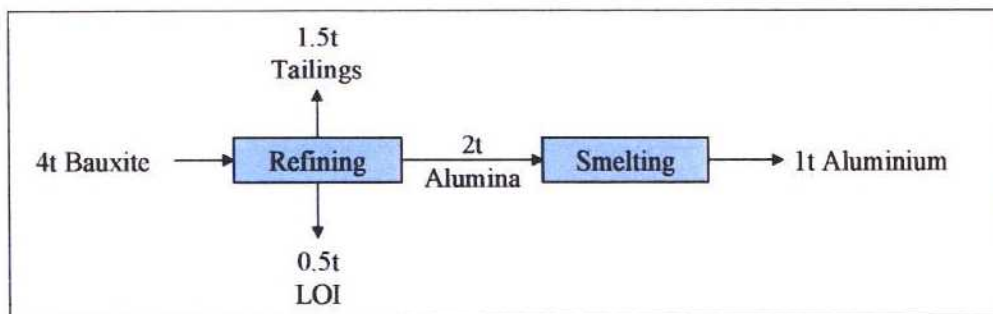 1.5t
Tailings
4t Bauxite
Refining
2t
Alumina
Smelting
1t Aluminium
0.5t
LOI